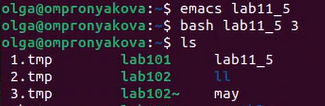 olga@ompronyakova:~$ emacs lab11_5
olga@ompronyakova:~$ bash lab11_5 3
olga@ompronyakova:~$ ls
1.tmp lab101 lab11_5
2.tmp lab102 ll
3.tmp lab102~ may